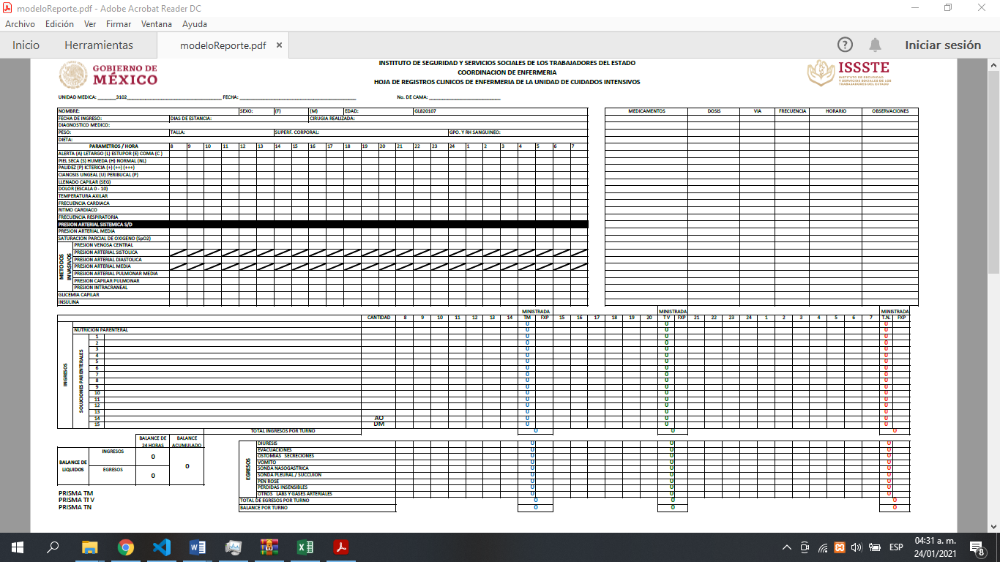 modeloReporte.pdf - Adobe Acrobat Reader DC
Archivo Edición Ver Firmar Ventana Ayuda
Inicio Herramientas modeloReporte.pdf × Iniciar sesión
GOBIERNO DE MÉXICO
INSTITUTO DE SEGURIDAD Y SERVICIOS SOCIALES DE LOS TRABAJADORES DEL ESTADO
COORDINACION DE ENFERMERIA
HOJA DE REGISTROS CLINICOS DE ENFERMERIA DE LA UNIDAD DE CUIDADOS INTENSIVOS
ISSSTE
INSTITUTO DE SEGURIDAD
Y SERVICIOS SOCIALES DE LOS
TRABAJADORES DEL ESTADO
UNIDAD MEDICA: 3102 FECHA: No. DE CAMA:
NOMBRE: SEXO: (F) (M) EDAD: GL820107
FECHA DE INGRESO: DIAS DE ESTANCIA: CIRUGIA REALIZADA:
DIAGNOSTICO MEDICO:
PESO: TALLA: SUPERF. CORPORAL: GPO. Y RH SANGUINEO:
DIETA:
PARAMETROS / HORA 8 9 10 11 12 13 14 15 16 17 18 19 20 21 22 23 24 1 2 3 4 5 6 7
ALERTA (A) LETARGO (L) ESTUPOR (E) COMA (C )
PIEL SECA (S) HUMEDA (H) NORMAL (NL)
PALIDEZ (P) ICTERICIA (+) (++) (+++)
CIANOSIS UNGEAL (U) PERIBUCAL (P)
LLENADO CAPILAR (SEG)
DOLOR (ESCALA 0 - 10)
TEMPERATURA AXILAR
FRECUENCIA CARDIACA
RITMO CARDIACO
FRECUENCIA RESPIRATORIA
PRESION ARTERIAL SISTEMICA S/D
PRESION ARTERIAL MEDIA
SATURACION PARCIAL DE OXIGENO (SpO2)
METODOS INVASIVOS
PRESION VENOSA CENTRAL
PRESION ARTERIAL SISTOLICA
PRESION ARTERIAL DIASTOLICA
PRESION ARTERIAL MEDIA
PRESION ARTERIAL PULMONAR MEDIA
PRESION CAPILAR PULMONAR
PRESION INTRACRANEAL
GLICEMIA CAPILAR
INSULINA
MEDICAMENTOS DOSIS VIA FRECUENCIA HORARIO OBSERVACIONES
MINISTRADA MINISTRADA MINISTRADA
CANTIDAD 8 9 10 11 12 13 14 TM FXP 15 16 17 18 19 20 T V FXP 21 22 23 24 1 2 3 4 5 6 7 T.N. FXP
0 0 0
INGRESOS
NUTRICION PARENTERAL 0 0 0
SOLUCIONES PARENTERALES
1 0 0 0
2 0 0 0
3 0 0 0
4 0 0 0
5 0 0 0
6 0 0 0
7 0 0 0
8 0 0 0
9 0 0 0
10 0 0 0
11 0 0 0
12 0 0 0
13 0 0 0
14 AO 0 0 0
15 DM 0 0 0
TOTAL INGRESOS POR TURNO 0 0 0
BALANCE DE 24 HORAS BALANCE ACUMULADO
BALANCE DE LIQUIDOS
INGRESOS 0
EGRESOS 0
0
PRISMA TM
PRISMA TI V
PRISMA TN
EGRESOS
DIURESIS 0 0 0
EVACUACIONES 0 0 0
OSTOMIAS SECRECIONES 0 0 0
VOMITO 0 0 0
SONDA NASOGASTRICA 0 0 0
SONDA PLEURAL / SUCCUION 0 0 0
PEN ROSE 0 0 0
PERDIDAS INSENSIBLES 0 0 0
OTROS LABS Y GASES ARTERIALES 0 0 0
TOTAL DE EGRESOS POR TURNO 0 0 0
BALANCE POR TURNO 0 0 0
ESP
04:31 a. m.
24/01/2021
8